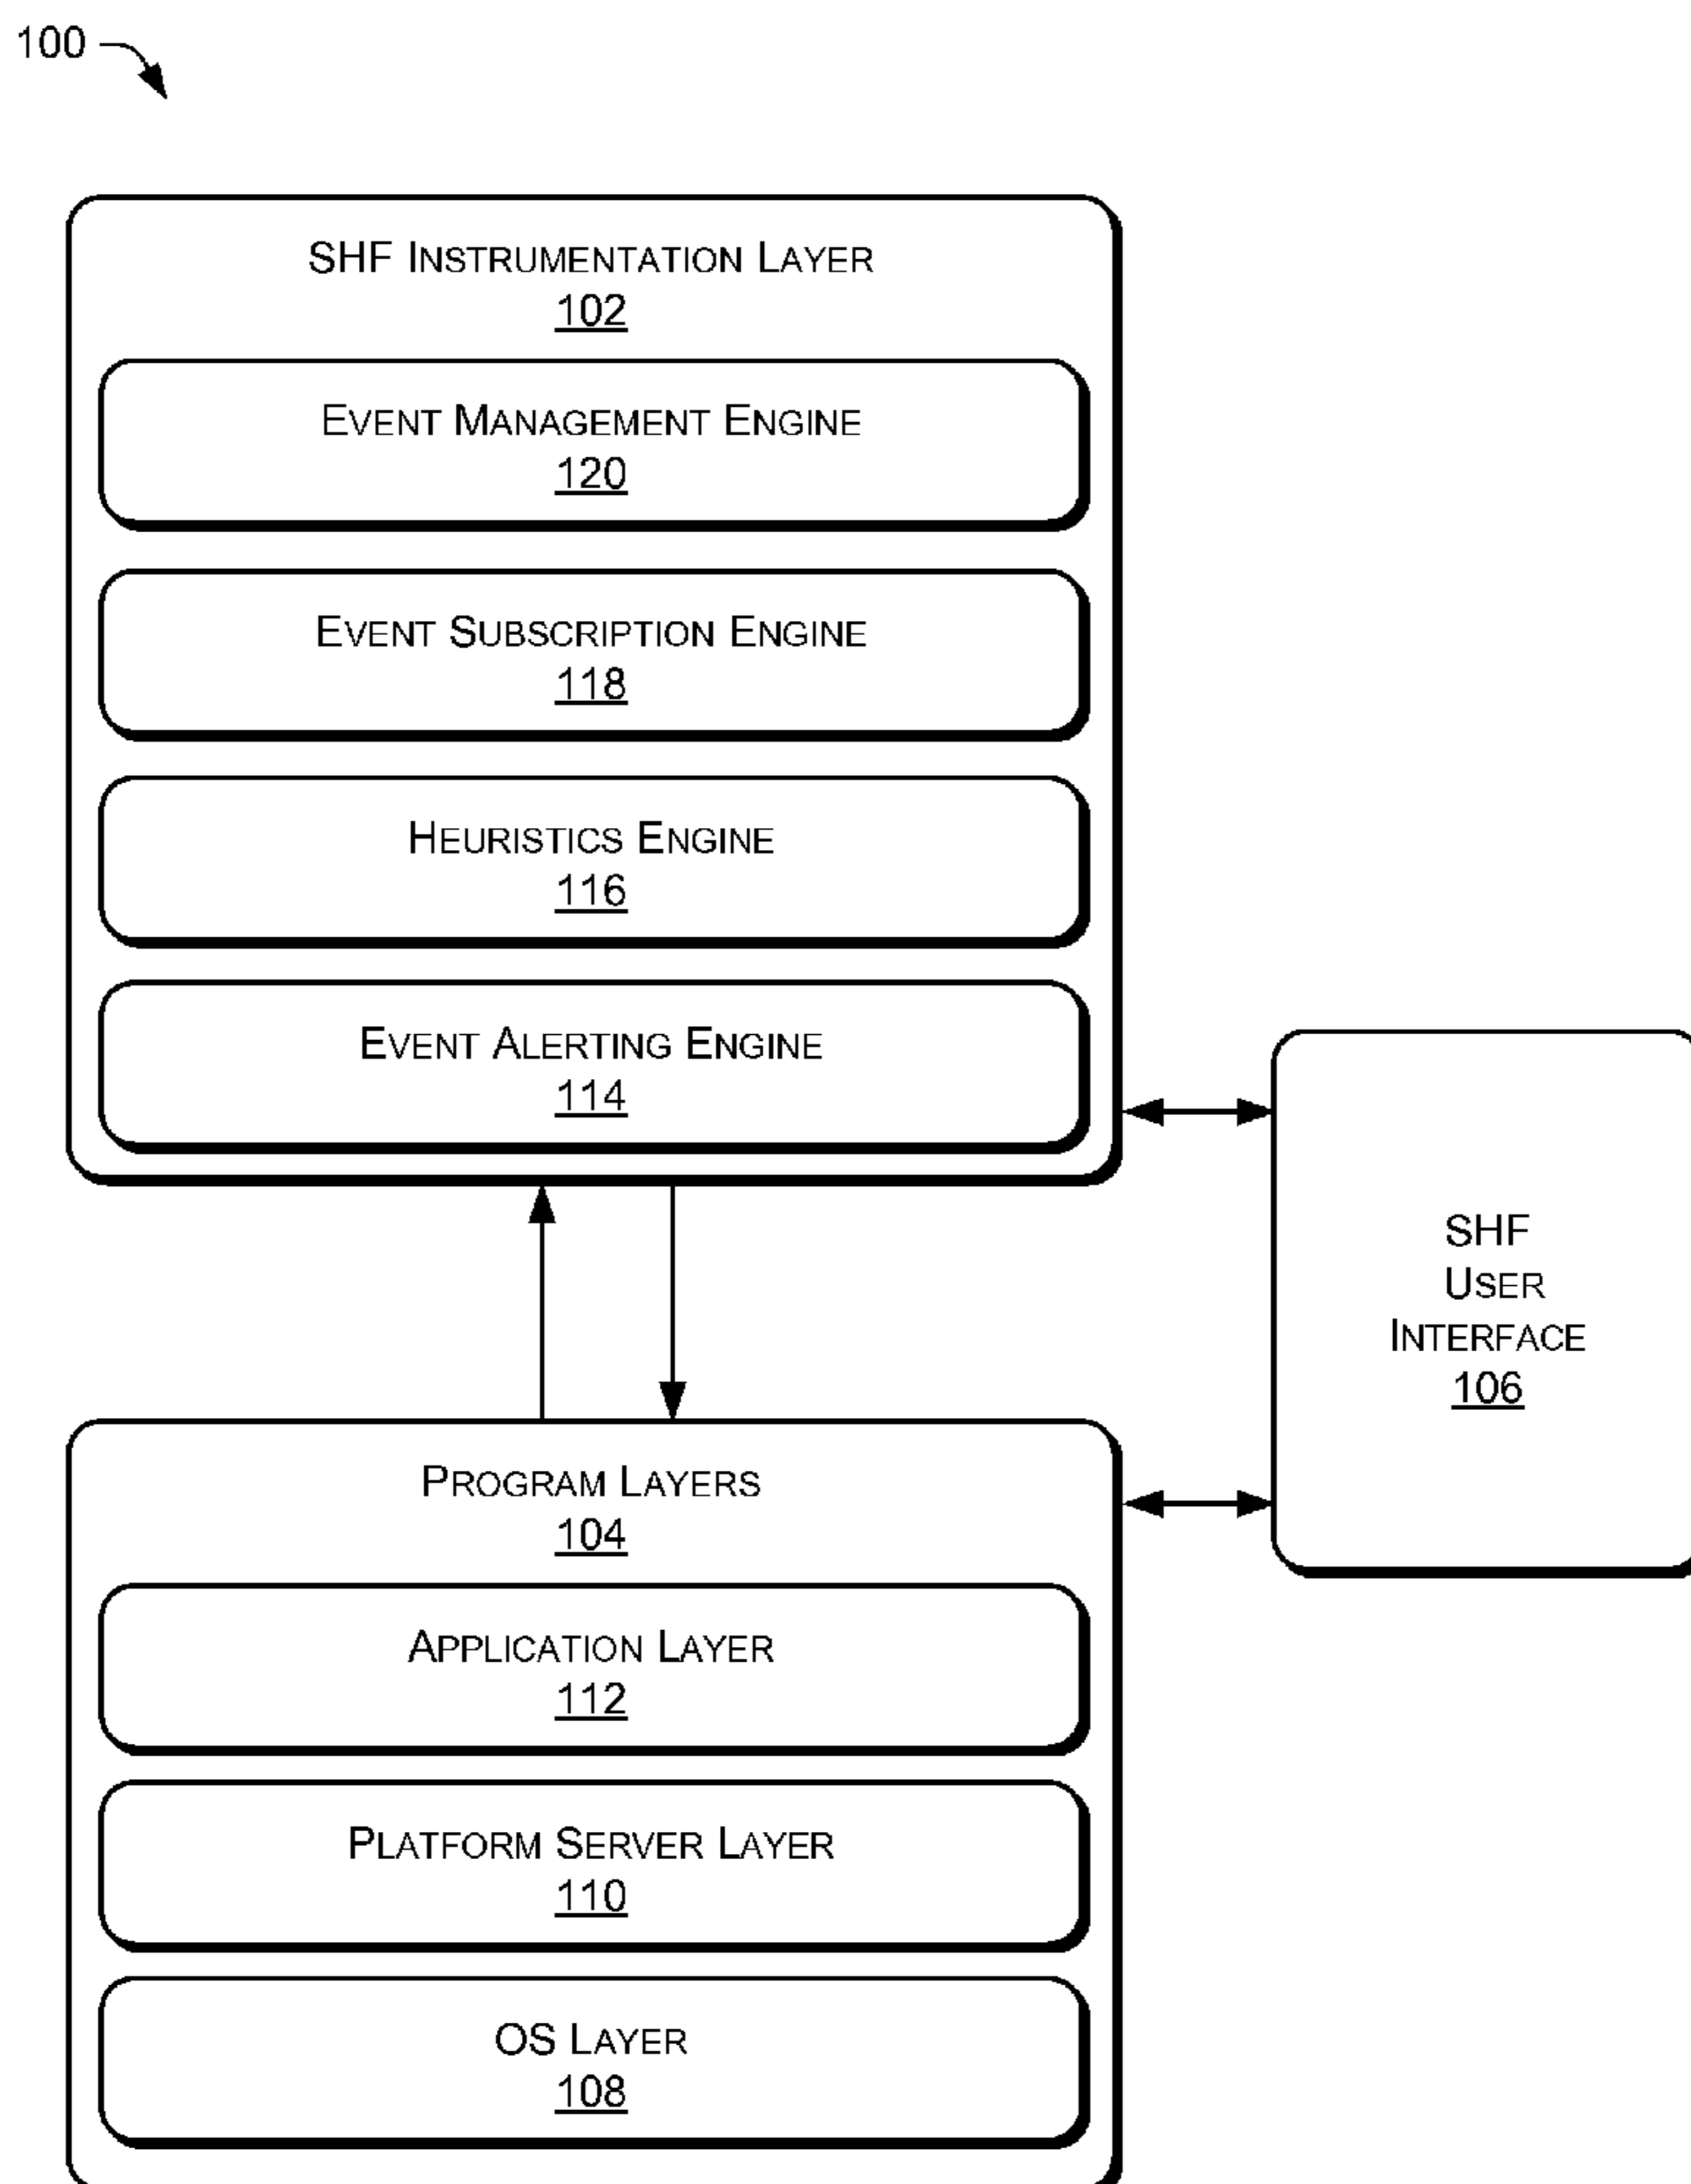 100
SHF INSTRUMENTATION LAYER
102
EVENT MANAGEMENT ENGINE
120
EVENT SUBSCRIPTION ENGINE
118
HEURISTICS ENGINE
116
EVENT ALERTING ENGINE
114
SHF
USER
INTERFACE
106
PROGRAM LAYERS
104
APPLICATION LAYER
112
PLATFORM SERVER LAYER
110
OS LAYER
108